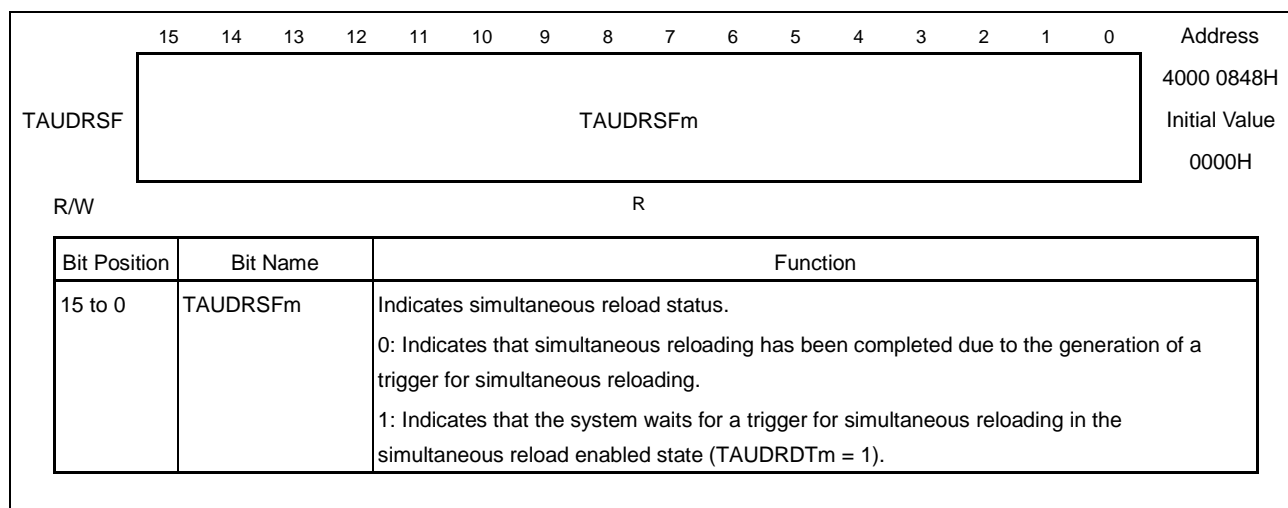 15 14 13 12 11 10 9 8 7 6 5 4 3 2 1 0 Address
4000 0848H
TAUDRSF TAUDRSFm Initial Value
0000H
R/W R
Bit Position Bit Name Function
15 to 0 TAUDRSFm Indicates simultaneous reload status.
0: Indicates that simultaneous reloading has been completed due to the generation of a
trigger for simultaneous reloading.
1: Indicates that the system waits for a trigger for simultaneous reloading in the
simultaneous reload enabled state (TAUDRDTm = 1).